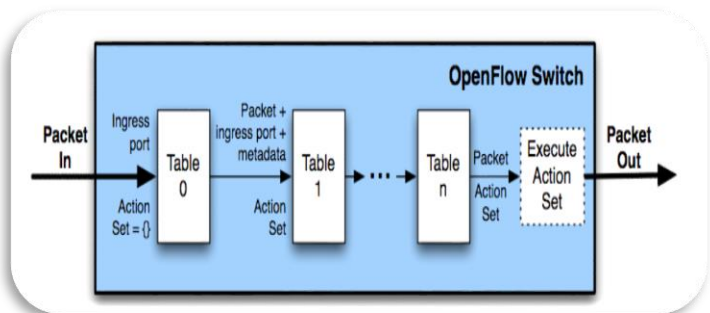 OpenFlow Switch
Packet
In
Ingress
port
Action
Set = {}
Table
0
Packet +
ingress port +
metadata
Action
Set
Table
1
...
Table
n
Packet
Action
Set
Execute
Action
Set
Packet
Out